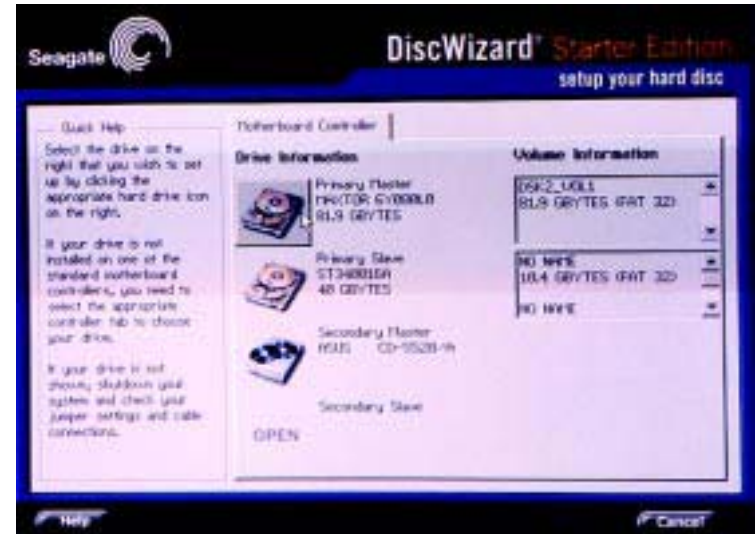 Seagate
DiscWizard Starter Edition
setup your hard disc
Quick Help
Select the drive on the
right that you wish to set
up by clicking the
appropriate hard drive icon
on the right.
If your drive is not
installed on one of the
standard motherboard
controllers, you need to
select the appropriate
controller tab to choose
your drive.
If your drive is not
shown, shutdown your
system and check your
jumper settings and cable
connections.
Motherboard Controller
Drive Information
Primary Master
MAXTOR 6Y080L0
81.9 GBYTES
Primary Slave
ST340016A
40 GBYTES
Secondary Master
ASUS
Secondary Slave
OPEN
Volume Information
DSK2_VOL1
81.9 GBYTES (FAT 32)
NO NAME
10.4 GBYTES (FAT 32)
NO NAME
Help
Cancel